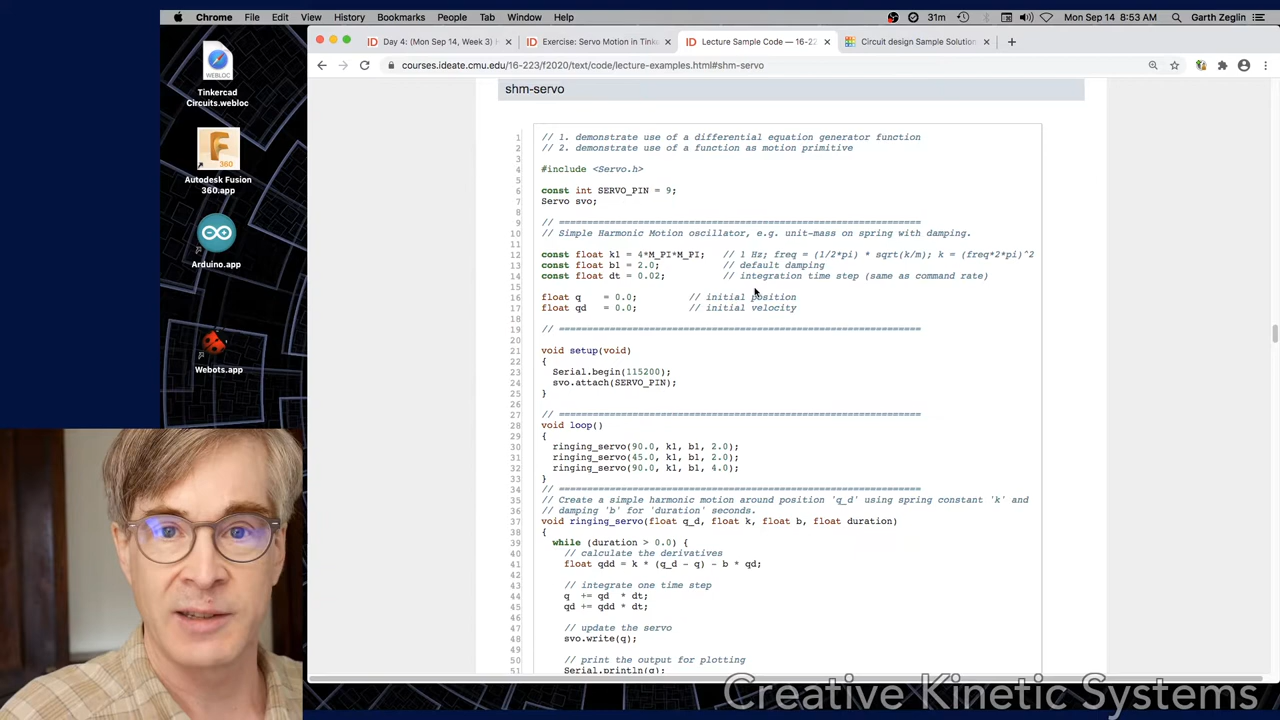 Chrome File Edit View History Bookmarks People Tab Window Help 31m Mon Sep 14 8:53 AM Garth Zeglin
Day 4: (Mon Sep 14, Week 3) H Exercise: Servo Motion in Tink Lecture Sample Code — 16-22 Circuit design Sample Solution
courses.ideate.cmu.edu/16-223/f2020/text/code/lecture-examples.html#shm-servo
WEBLOC
Tinkercad
Circuits.webloc
360
Autodesk Fusion
360.app
Arduino.app
Webots.app
shm-servo
1 // 1. demonstrate use of a differential equation generator function
2 // 2. demonstrate use of a function as motion primitive
3
4 #include <Servo.h>
5
6 const int SERVO_PIN = 9;
7 Servo svo;
8
9 // ================================================================
10 // Simple Harmonic Motion oscillator, e.g. unit-mass on spring with damping.
11
12 const float k1 = 4*M_PI*M_PI; // 1 Hz; freq = (1/2*pi) * sqrt(k/m); k = (freq*2*pi)^2
13 const float b1 = 2.0; // default damping
14 const float dt = 0.02; // integration time step (same as command rate)
15
16 float q = 0.0; // initial position
17 float qd = 0.0; // initial velocity
18
19 // ================================================================
20
21 void setup(void)
22 {
23 Serial.begin(115200);
24 svo.attach(SERVO_PIN);
25 }
26
27 // ================================================================
28 void loop()
29 {
30 ringing_servo(90.0, k1, b1, 2.0);
31 ringing_servo(45.0, k1, b1, 2.0);
32 ringing_servo(90.0, k1, b1, 4.0);
33 }
34 // ================================================================
35 // Create a simple harmonic motion around position 'q_d' using spring constant 'k' and
36 // damping 'b' for 'duration' seconds.
37 void ringing_servo(float q_d, float k, float b, float duration)
38 {
39 while (duration > 0.0) {
40 // calculate the derivatives
41 float qdd = k * (q_d - q) - b * qd;
42
43 // integrate one time step
44 q += qd * dt;
45 qd += qdd * dt;
46
47 // update the servo
48 svo.write(q);
49
50 // print the output for plotting
51 Serial.println(q);
Creative Kinetic Systems